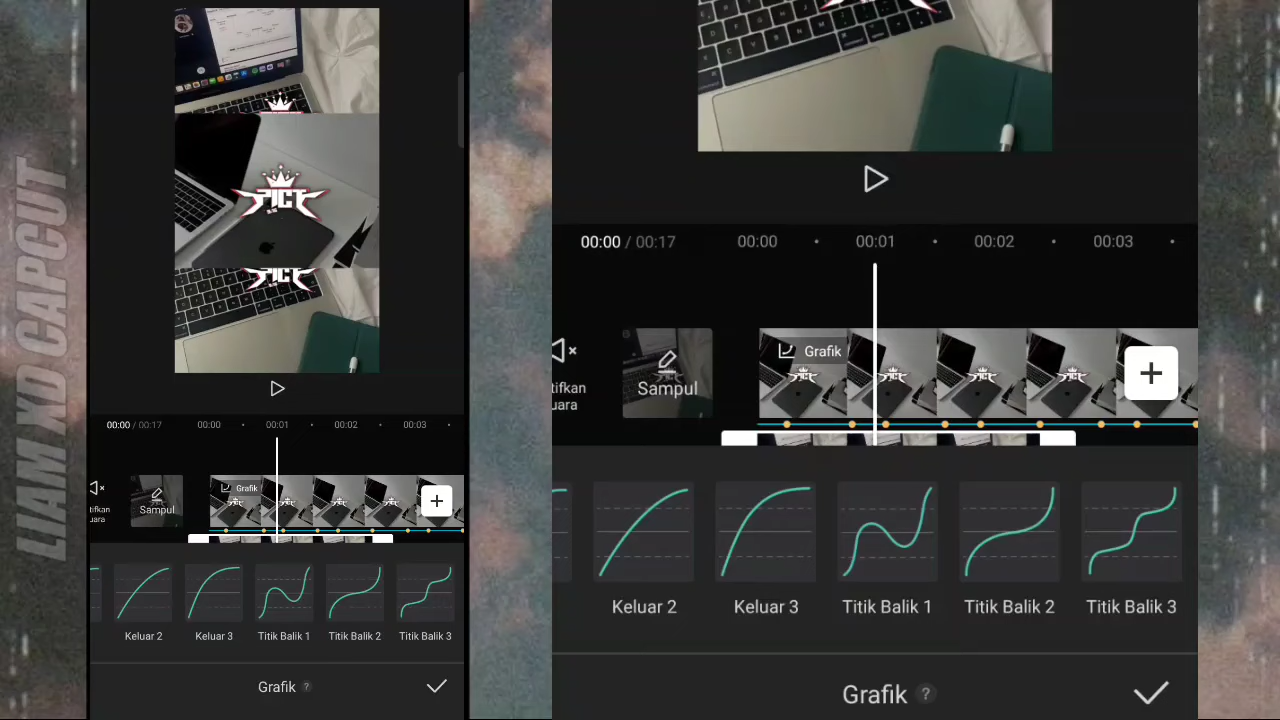 LIAM XD CAPCUT
PICT
00:00 / 00:17
00:00
00:01
00:02
00:03
tifkan
uara
Sampul
Grafik
+
Keluar 2
Keluar 3
Titik Balik 1
Titik Balik 2
Titik Balik 3
Grafik ?
00:00 / 00:17
00:00
00:01
00:02
00:03
tifkan
uara
Sampul
Grafik
+
Keluar 2
Keluar 3
Titik Balik 1
Titik Balik 2
Titik Balik 3
Grafik ?